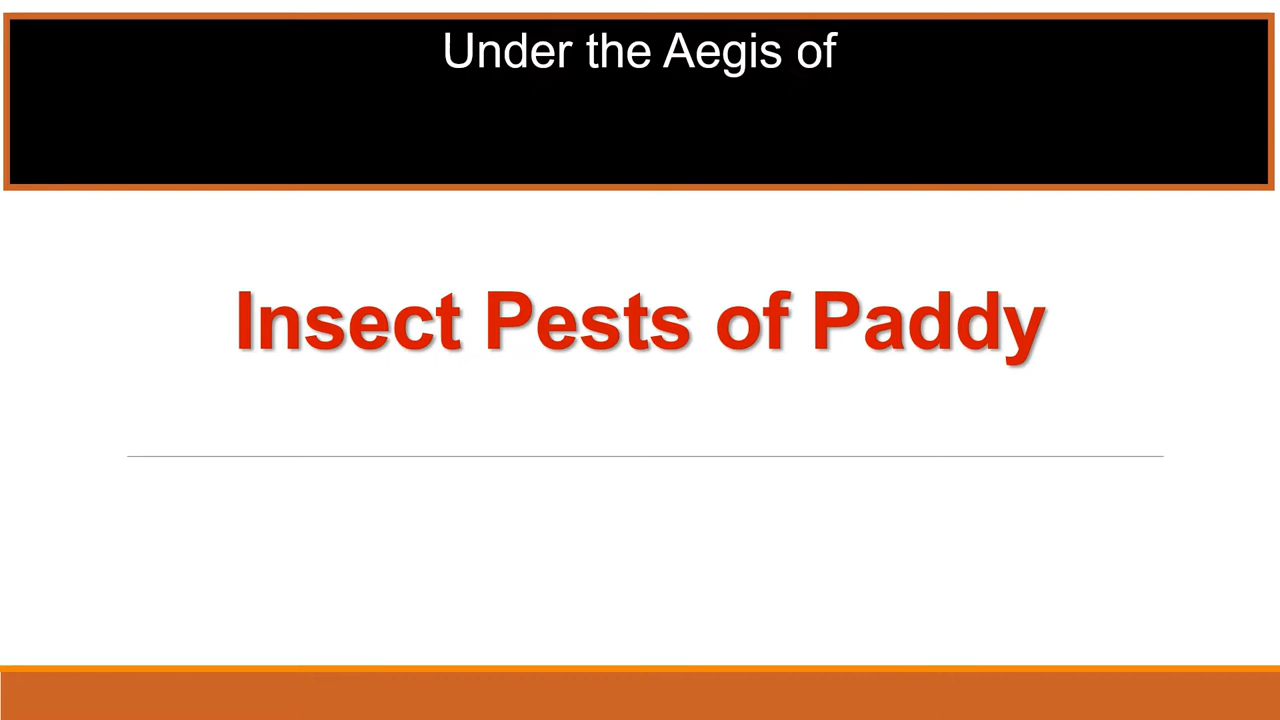 Under the Aegis of
Insect Pests of Paddy